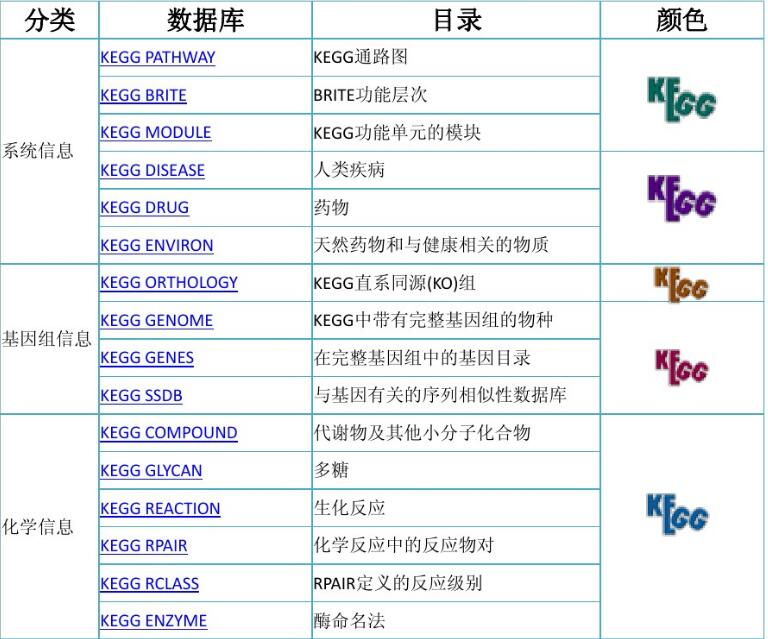 分类 数据库 目录 颜色
系统信息
KEGG PATHWAY KEGG通路图
KEGG BRITE BRITE功能层次
KEGG MODULE KEGG功能单元的模块
KEGG
KEGG DISEASE 人类疾病
KEGG DRUG 药物
KEGG ENVIRON 天然药物和与健康相关的物质
KEGG
基因组信息
KEGG ORTHOLOGY KEGG直系同源(KO)组
KEGG
KEGG GENOME KEGG中带有完整基因组的物种
KEGG GENES 在完整基因组中的基因目录
KEGG SSDB 与基因有关的序列相似性数据库
KEGG
化学信息
KEGG COMPOUND 代谢物及其他小分子化合物
KEGG GLYCAN 多糖
KEGG REACTION 生化反应
KEGG RPAIR 化学反应中的反应物对
KEGG RCLASS RPAIR定义的反应级别
KEGG ENZYME 酶命名法
KEGG